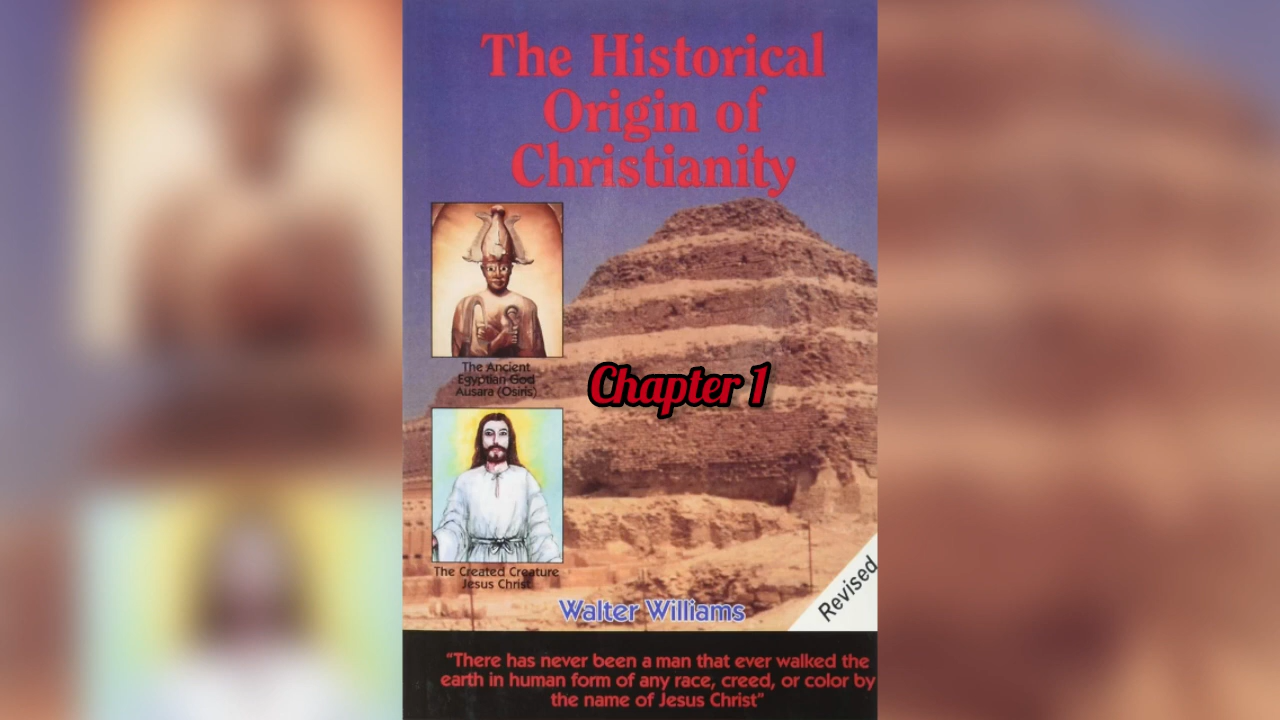 The Historical
Origin of
Christianity
The Ancient
Egyptian God
Ausara (Osiris)
Chapter 1
The Created Creature
Jesus Christ
Walter Williams
Revised
"There has never been a man that ever walked the
earth in human form of any race, creed, or color by
the name of Jesus Christ"